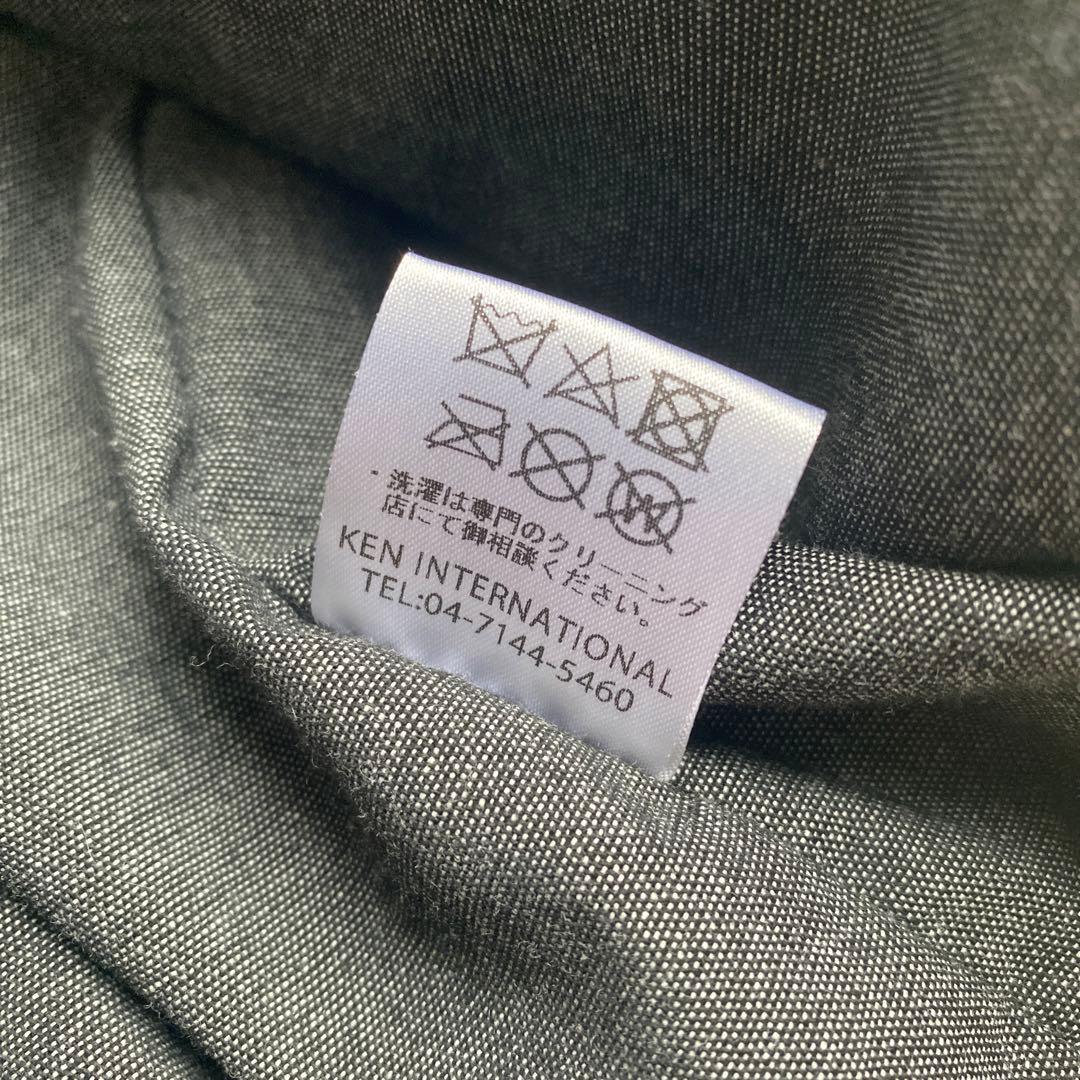 ・洗濯は専門のクリーニング
店にて御相談ください。
KEN INTERNATIONAL
TEL:04-7144-5460